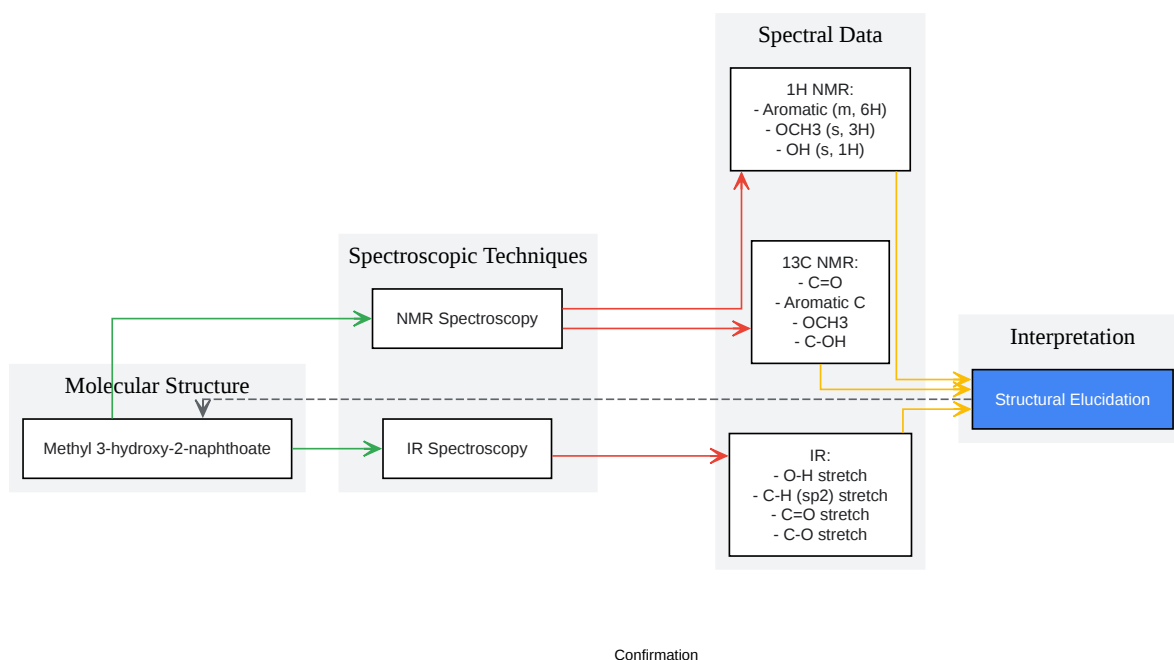 Molecular Structure
Methyl 3-hydroxy-2-naphthoate
Spectroscopic Techniques
NMR Spectroscopy
IR Spectroscopy
Spectral Data
1H NMR:
- Aromatic (m, 6H)
- OCH3 (s, 3H)
- OH (s, 1H)
13C NMR:
- C=O
- Aromatic C
- OCH3
- C-OH
IR:
- O-H stretch
- C-H (sp2) stretch
- C=O stretch
- C-O stretch
Interpretation
Structural Elucidation
Confirmation